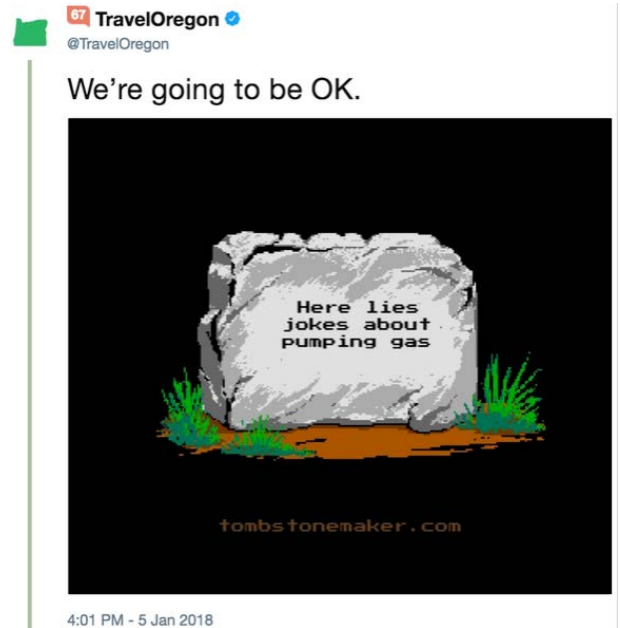 67 TravelOregon
@TravelOregon
We’re going to be OK.
Here lies
jokes about
pumping gas
tombstonemaker.com
4:01 PM - 5 Jan 2018